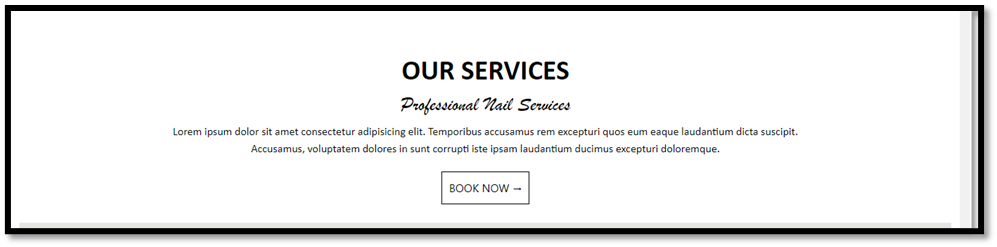 OUR SERVICES
Professional Nail Services
Lorem ipsum dolor sit amet consectetur adipisicing elit. Temporibus accusamus rem excepturi quos eum eaque laudantium dicta suscipit.
Accusamus, voluptatem dolores in sunt corrupti iste ipsam laudantium ducimus excepturi doloremque.
BOOK NOW →